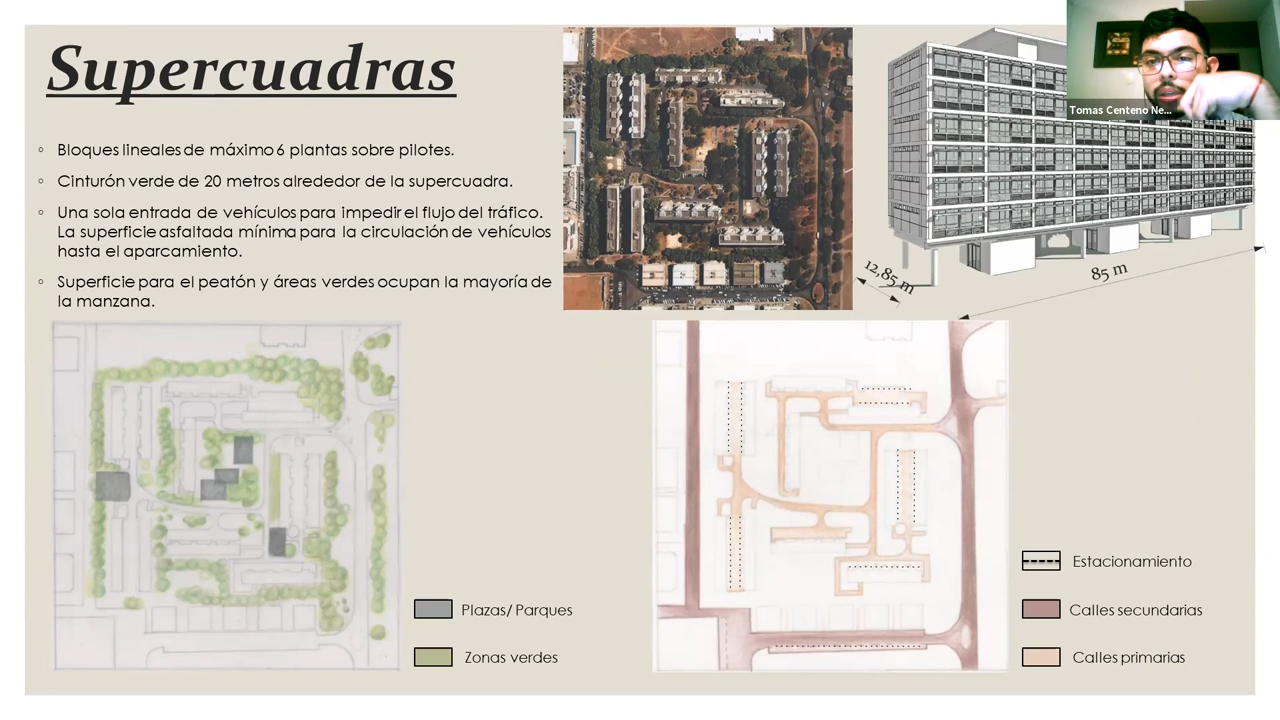 Supercuadras
Bloques lineales de máximo 6 plantas sobre pilotes.
Cinturón verde de 20 metros alrededor de la supercuadra.
Una sola entrada de vehículos para impedir el flujo del tráfico.
La superficie asfaltada mínima para la circulación de vehículos
hasta el aparcamiento.
Superficie para el peatón y áreas verdes ocupan la mayoría de
la manzana.
Tomas Centeno Ne...
12,85 m
85 m
Plazas/ Parques
Zonas verdes
Estacionamiento
Calles secundarias
Calles primarias